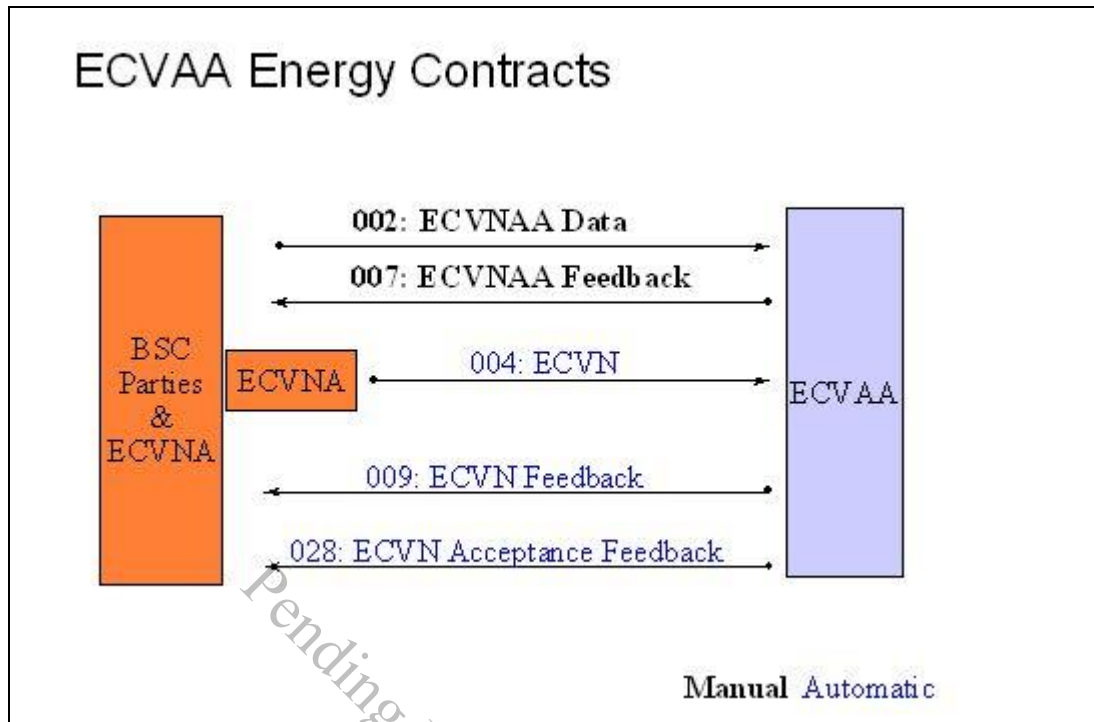 ECVAA Energy Contracts
002: ECVNAA Data
007: ECVNAA Feedback
BSC
Parties
&
ECVNA
ECVNA
004: ECVN
ECVAA
009: ECVN Feedback
028: ECVN Acceptance Feedback
Pending
Manual Automatic